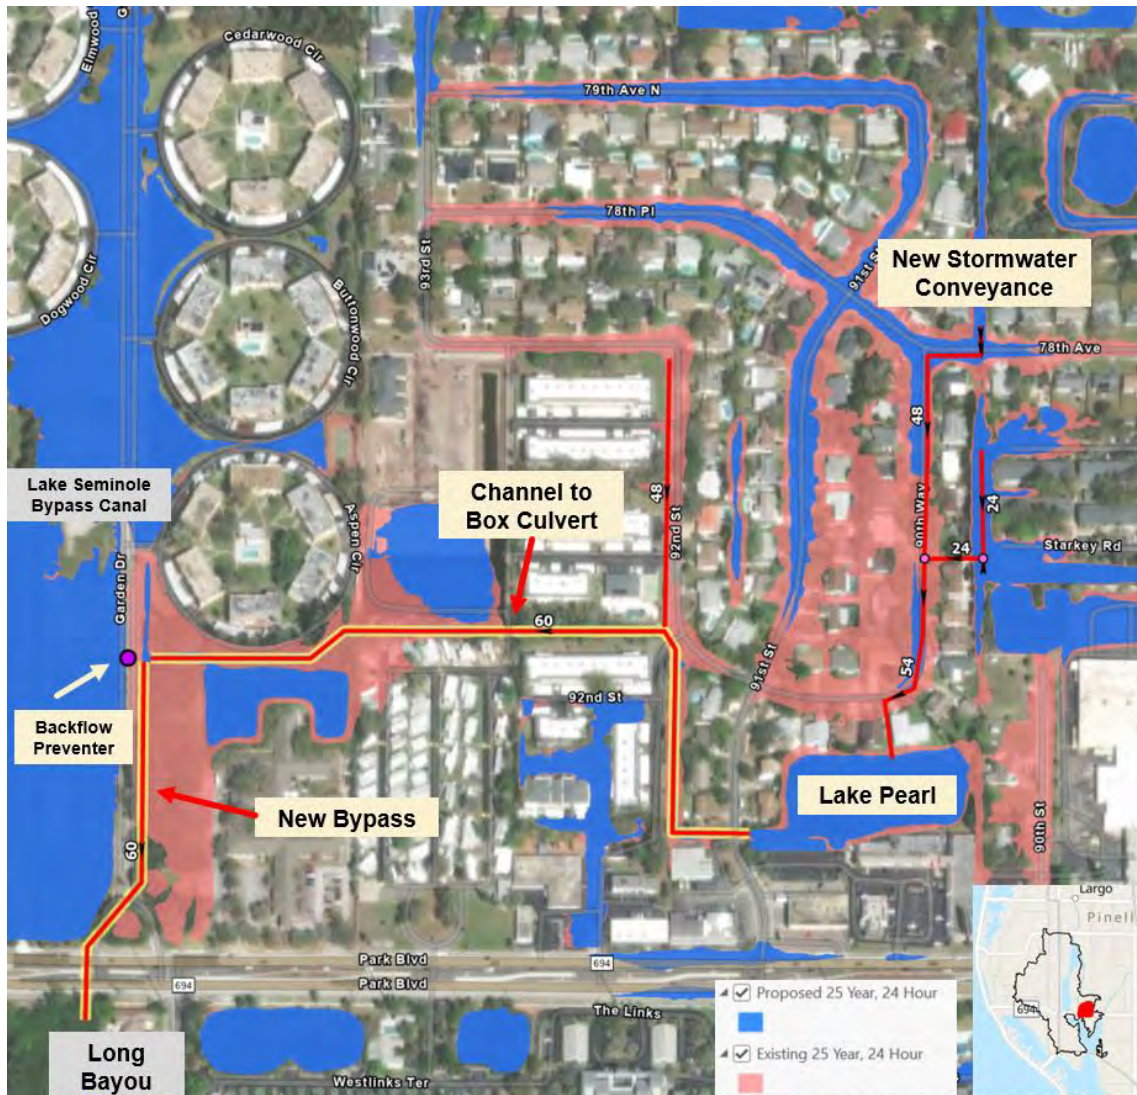 Elmwood
G
Cedarwood Cir
79th Ave N
78th Pl
93rd St
Dogwood Cir
Buttonwood Cir
91st St
New Stormwater
Conveyance
78th Ave
48
Lake Seminole
Bypass Canal
Channel to
Box Culvert
48
92nd St
Aspen Cir
90th Way
24
24
Starkey Rd
Garden Dr
60
54
91st St
92nd St
Backflow
Preventer
New Bypass
Lake Pearl
60
90th St
Largo
Pinell
694
Park Blvd
694
Park Blvd
694
The Links
Proposed 25 Year, 24 Hour
Existing 25 Year, 24 Hour
Long
Bayou
Westlinks Ter